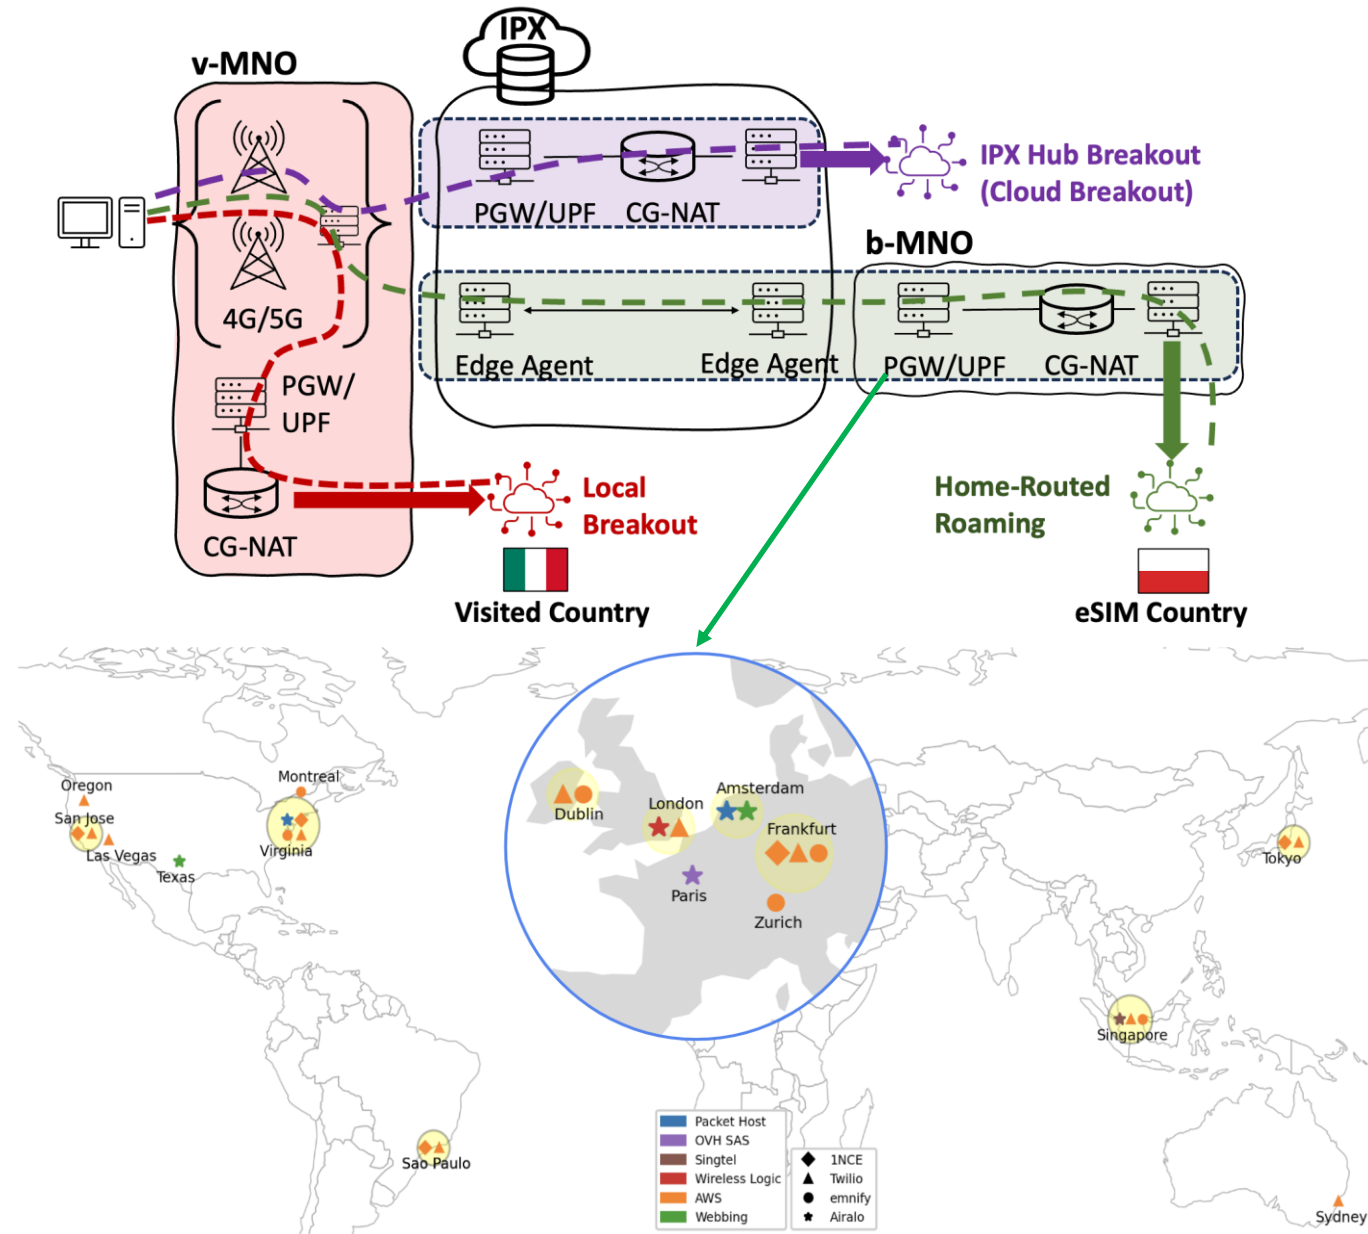 IPX
v-MNO
4G/5G
PGW/
UPF
CG-NAT
PGW/UPF
CG-NAT
IPX Hub Breakout
(Cloud Breakout)
b-MNO
Edge Agent
Edge Agent
PGW/UPF
CG-NAT
Local
Breakout
Visited Country
Home-Routed
Roaming
eSIM Country
Oregon
San Jose
Las Vegas
Texas
Montreal
Virginia
Sao Paulo
Dublin
London
Amsterdam
Frankfurt
Paris
Zurich
Tokyo
Singapore
Sydney
Packet Host
OVH SAS
Singtel
Wireless Logic
AWS
Webbing
1NCE
Twilio
emnify
Airalo